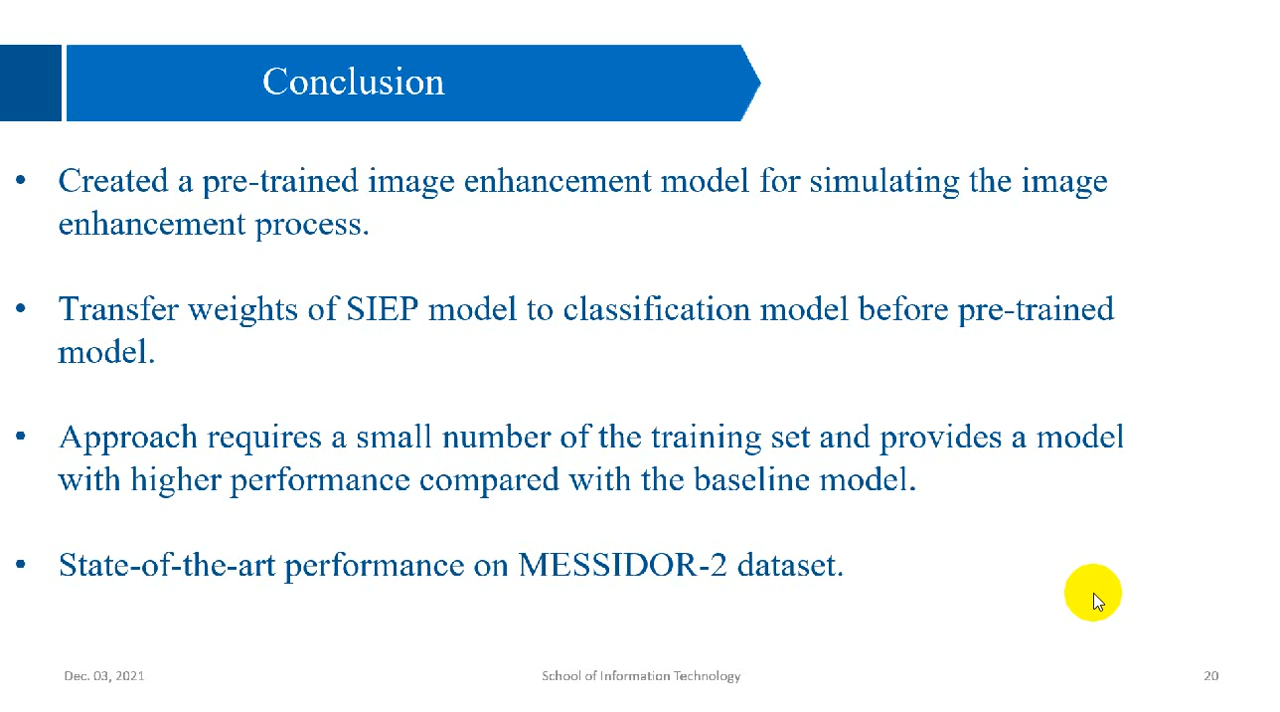 Conclusion
• Created a pre-trained image enhancement model for simulating the image
enhancement process.
• Transfer weights of SIEP model to classification model before pre-trained
model.
• Approach requires a small number of the training set and provides a model
with higher performance compared with the baseline model.
• State-of-the-art performance on MESSIDOR-2 dataset.
Dec. 03, 2021
School of Information Technology
20